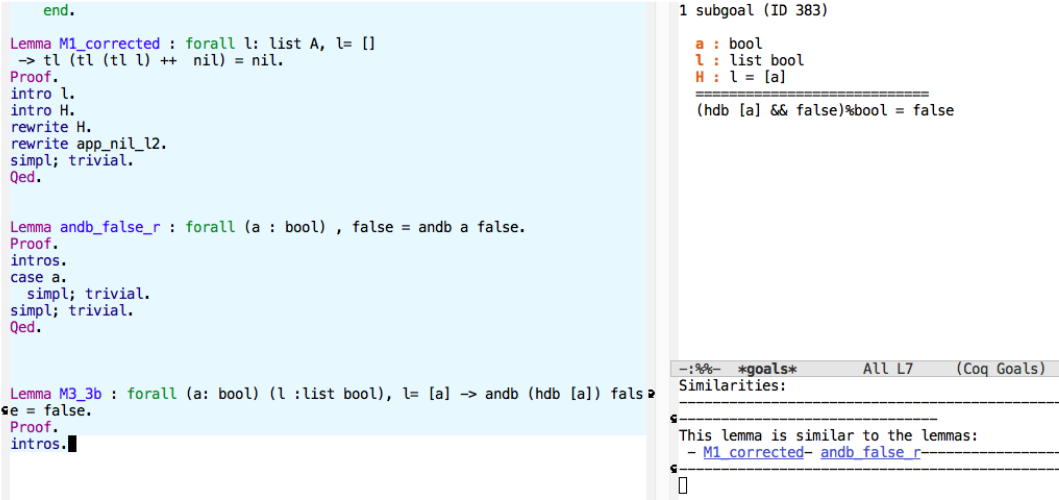 end.
Lemma M1_corrected : forall l: list A, l= []
 -> tl (tl (tl l) ++  nil) = nil.
Proof.
intro l.
intro H.
rewrite H.
rewrite app_nil_l2.
simpl; trivial.
Qed.
Lemma andb_false_r : forall (a : bool) , false = andb a false.
Proof.
intros.
case a.
  simpl; trivial.
simpl; trivial.
Qed.
Lemma M3_3b : forall (a: bool) (l :list bool), l= [a] -> andb (hdb [a]) fals
e = false.
Proof.
intros.
1 subgoal (ID 383)
  a : bool
  l : list bool
  H : l = [a]
  ============================
  (hdb [a] && false)%bool = false
-:%%-  *goals*        All L7     (Coq Goals)
Similarities:
--------------------------------------------
-------------------------------
This lemma is similar to the lemmas:
 - M1_corrected- andb_false_r-----------------
--------------------------------------------